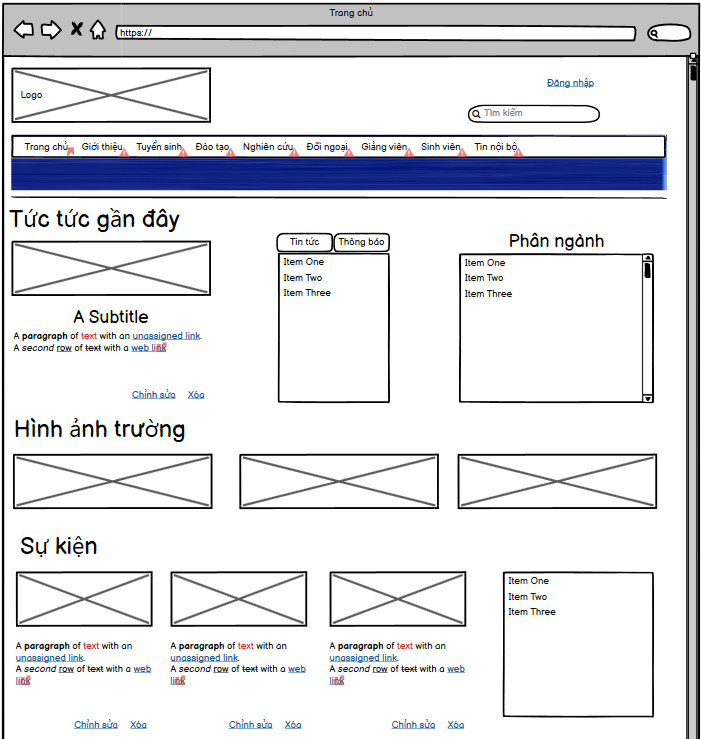 Trang chủ
https://
Logo
Đăng nhập
Tìm kiếm
Trang chủ Giới thiệu Tuyển sinh Đào tạo Nghiên cứu Đối ngoại Giảng viên Sinh viên Tin nội bộ
Tức tức gần đây
A Subtitle
A paragraph of text with an unassigned link.
A second row of text with a web link
Chỉnh sửa Xóa
Tin tức Thông báo
Item One
Item Two
Item Three
Phân ngành
Item One
Item Two
Item Three
Hình ảnh trường
Sự kiện
A paragraph of text with an
unassigned link.
A second row of text with a web
link
Chỉnh sửa Xóa
A paragraph of text with an
unassigned link.
A second row of text with a web
link
Chỉnh sửa Xóa
A paragraph of text with an
unassigned link.
A second row of text with a web
link
Chỉnh sửa Xóa
Item One
Item Two
Item Three